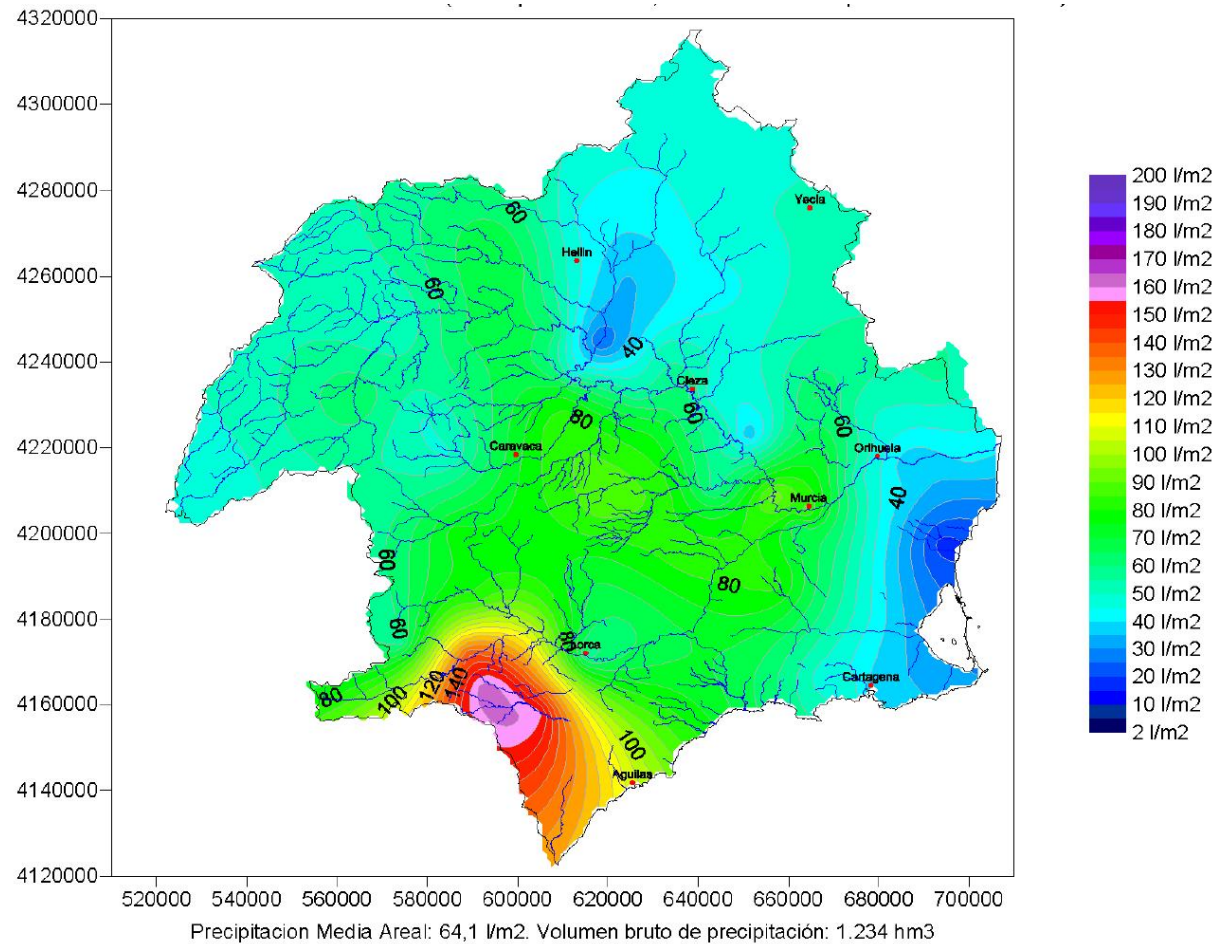 4320000
4300000
4280000
4260000
4240000
4220000
4200000
4180000
4160000
4140000
4120000
520000 540000 560000 580000 600000 620000 640000 660000 680000 700000
Yecla
60
Hellin
60
40
Cieza
80
60
60
Caravaca
Orihuela
40
Murcia
60
80
60
80
Lorca
Cartagena
80
100
120
140
100
Aguilas
200 l/m2
190 l/m2
180 l/m2
170 l/m2
160 l/m2
150 l/m2
140 l/m2
130 l/m2
120 l/m2
110 l/m2
100 l/m2
90 l/m2
80 l/m2
70 l/m2
60 l/m2
50 l/m2
40 l/m2
30 l/m2
20 l/m2
10 l/m2
2 l/m2
Precipitacion Media Areal: 64,1 l/m2. Volumen bruto de precipitación: 1.234 hm3